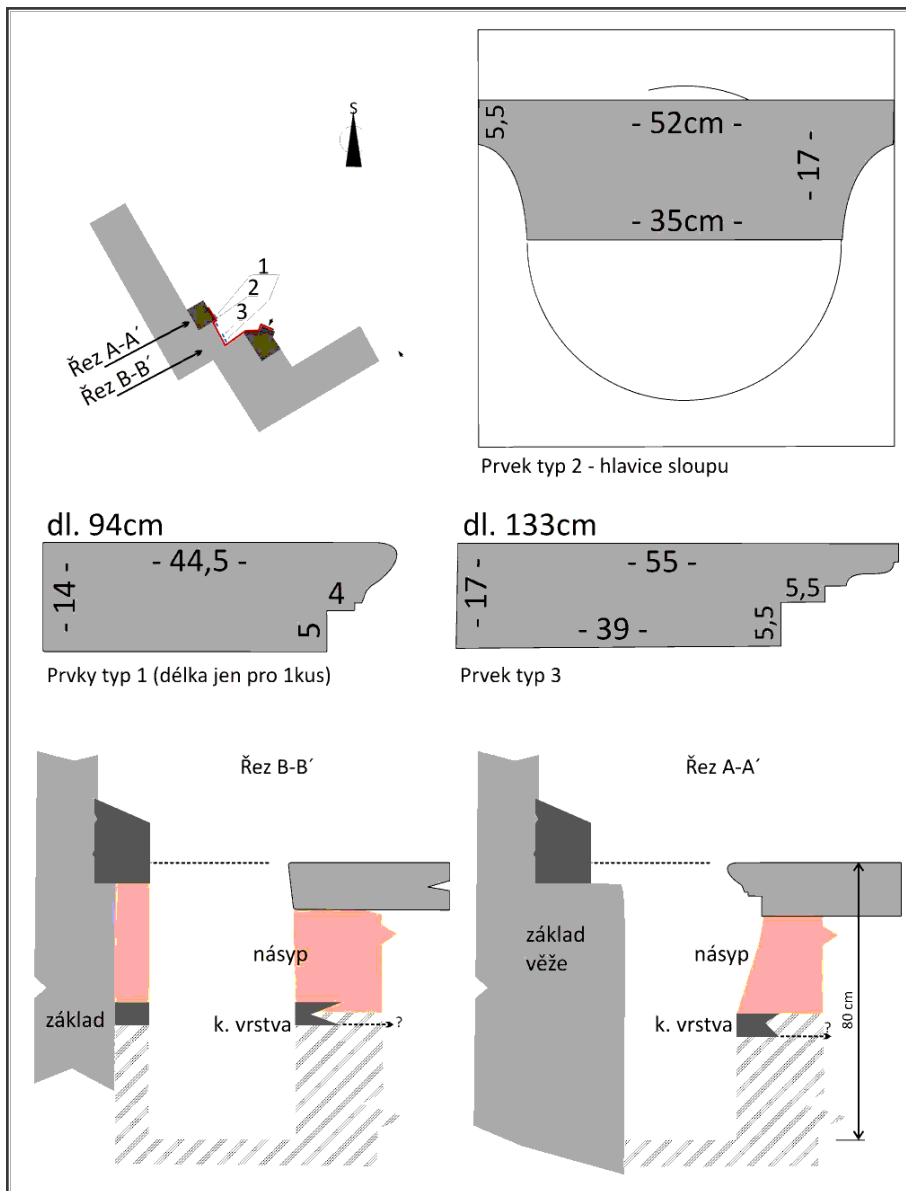 S
1
2
3
Řez A-A´
Řez B-B´
5,5
- 52cm -
- 17 -
- 35cm -
Prvek typ 2 - hlavice sloupu
dl. 94cm
- 44,5 -
- 14 -
4
5
Prvky typ 1 (délka jen pro 1kus)
dl. 133cm
- 55 -
- 17 -
5,5
5,5
- 39 -
Prvek typ 3
Řez B-B´
základ
násyp
k. vrstva
?
Řez A-A´
základ
věže
násyp
k. vrstva
?
80 cm